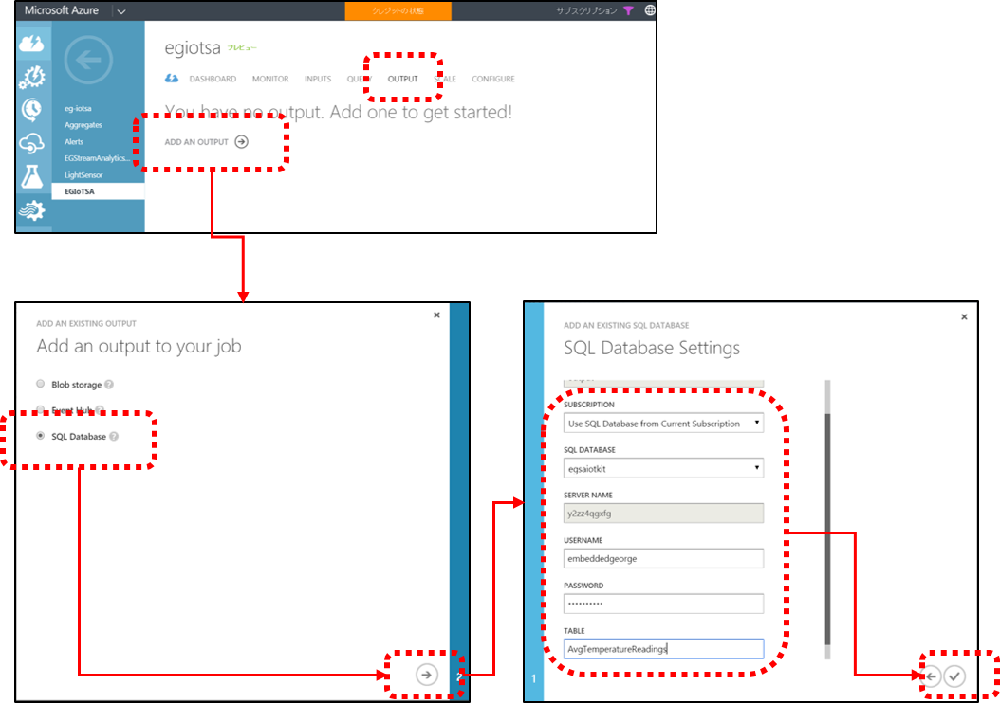 Microsoft Azure
クレジットの状態
サブスクリプション
egiotsa プレビュー
DASHBOARD MONITOR INPUTS QUERY OUTPUT SCALE CONFIGURE
You have no output. Add one to get started!
ADD AN OUTPUT
eg-iotsa
Aggregates
Alerts
EGStreamAnalytics...
LightSensor
EGIoTSA
ADD AN EXISTING OUTPUT
Add an output to your job
Blob storage ?
Event Hub ?
SQL Database ?
2
ADD AN EXISTING SQL DATABASE
SQL Database Settings
SUBSCRIPTION
Use SQL Database from Current Subscription
SQL DATABASE
eqsaiotkit
SERVER NAME
y2zz4qgxfg
USERNAME
embeddedgeorge
PASSWORD
••••••••••
TABLE
AvgTemperatureReadings
1